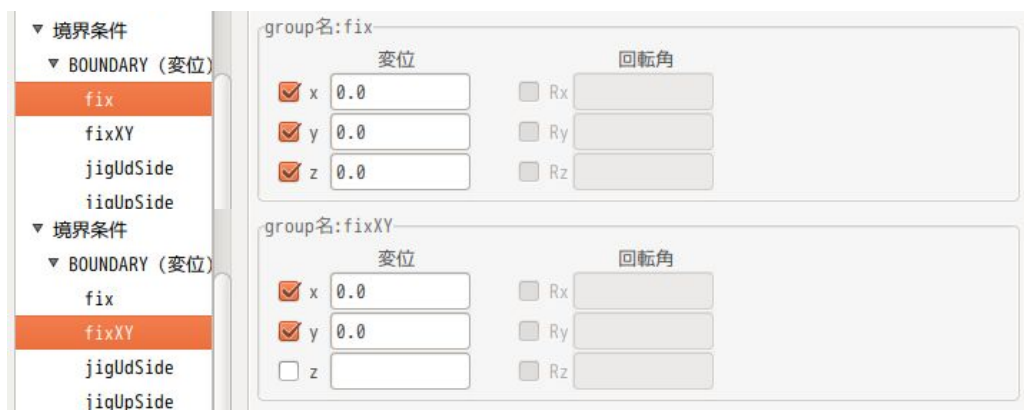 ▼ 境界条件
▼ BOUNDARY (変位)
fix
fixXY
jigUdSide
jigUpSide
group名:fix
変位 回転角
x 0.0 Rx
y 0.0 Ry
z 0.0 Rz
▼ 境界条件
▼ BOUNDARY (変位)
fix
fixXY
jigUdSide
jigUpSide
group名:fixXY
変位 回転角
x 0.0 Rx
y 0.0 Ry
z Rz